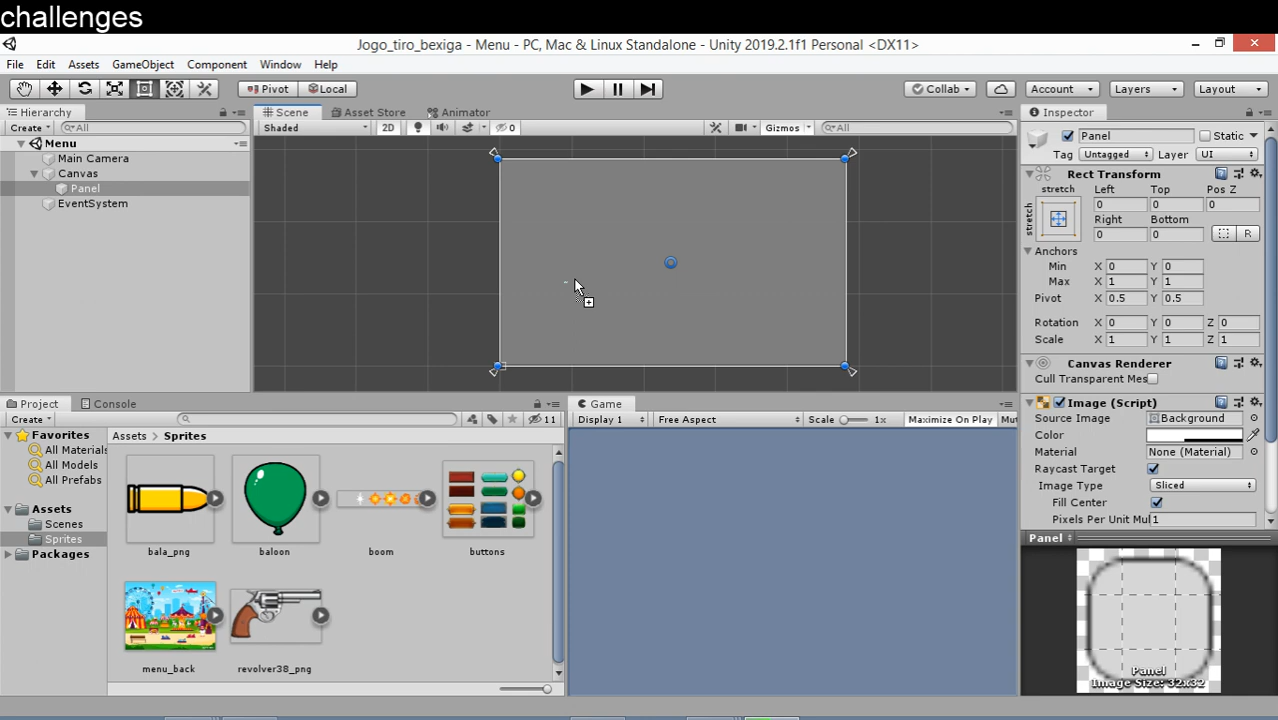 challenges
Jogo_tiro_bexiga - Menu - PC, Mac & Linux Standalone - Unity 2019.2.1f1 Personal <DX11>
File Edit Assets GameObject Component Window Help
Pivot Local Collab Account Layers Layout
Hierarchy Scene Asset Store Animator Inspector
Create All Shaded 2D 0 Gizmos All
Panel Static
Menu
Tag Untagged Layer UI
Main Camera
Canvas
Panel
EventSystem
Rect Transform
stretch Left Top Pos Z
0 0 0
stretch Right Bottom
0 0 R
Anchors
Min X 0 Y 0
Max X 1 Y 1
Pivot X 0.5 Y 0.5
Rotation X 0 Y 0 Z 0
Scale X 1 Y 1 Z 1
Canvas Renderer
Cull Transparent Mes
Image (Script)
Source Image Background
Color
Material None (Material)
Raycast Target
Image Type Sliced
Fill Center
Pixels Per Unit Mul 1
Project Console
Create 11
Favorites
All Materials
All Models
All Prefabs
Assets
Scenes
Sprites
Packages
Assets > Sprites
bala_png baloon boom buttons
menu_back revolver38_png
Game
Display 1 Free Aspect Scale 1x Maximize On Play Mut
Panel
Panel
Image Size: 32x32